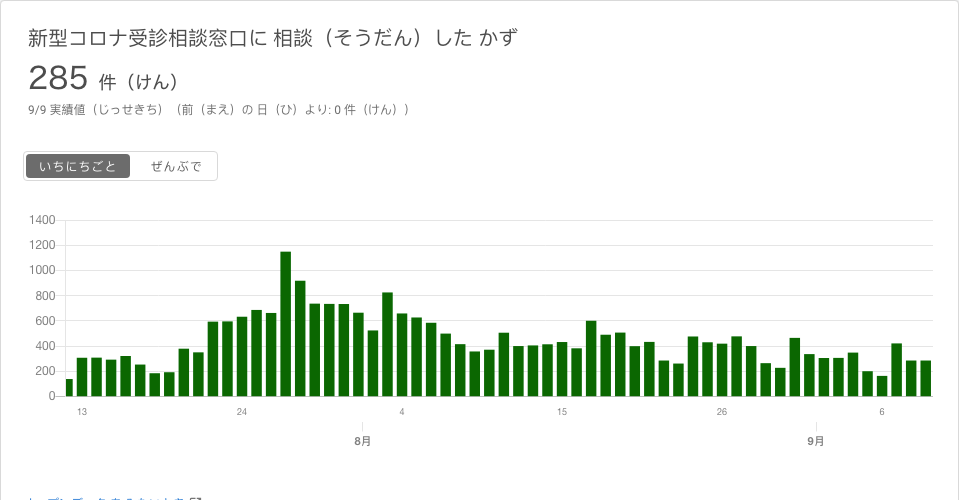 新型コロナ受診相談窓口に 相談（そうだん）した かず
285 件（けん）
9/9 実績値（じっせきち）（前（まえ）の 日（ひ）より: 0 件（けん））
いちにちごと ぜんぶで
1400
1200
1000
800
600
400
200
0
13 24 4 15 26 6
8月 9月